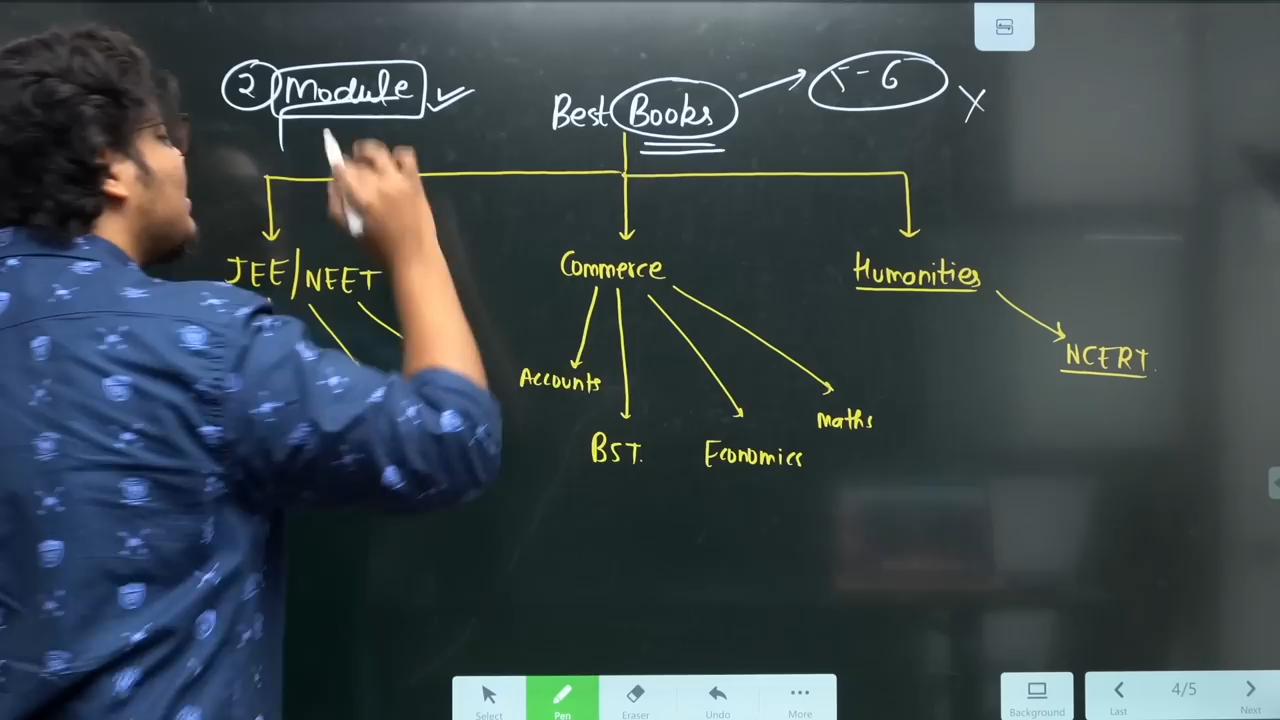 2 Module
Best Books
5-6
X
JEE/NEET
Commerce
Humanities
NCERT.
Accounts
Maths
BST.
Economics
4/5
Select
Pen
Eraser
Undo
More
Background
Last
Next